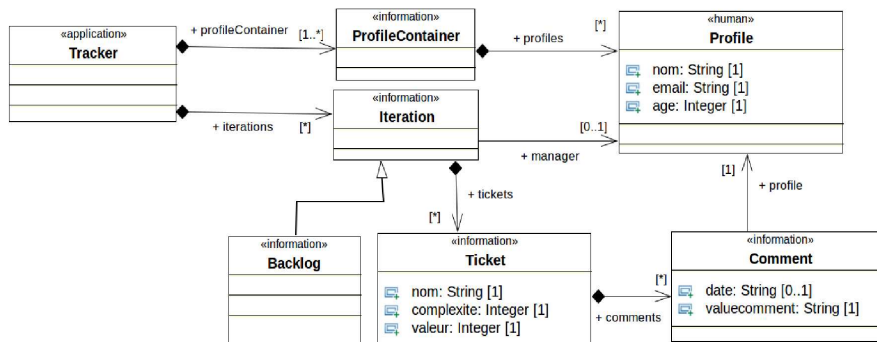 «application»
Tracker
+ profileContainer
[1..*]
«information»
ProfileContainer
+ profiles
[*]
«human»
Profile
nom: String [1]
email: String [1]
age: Integer [1]
+ iterations
[*]
«information»
Iteration
[0..1]
+ manager
+ tickets
[*]
[1]
+ profile
«information»
Backlog
«information»
Ticket
nom: String [1]
complexite: Integer [1]
valeur: Integer [1]
+ comments
[*]
«information»
Comment
date: String [0..1]
valuecomment: String [1]